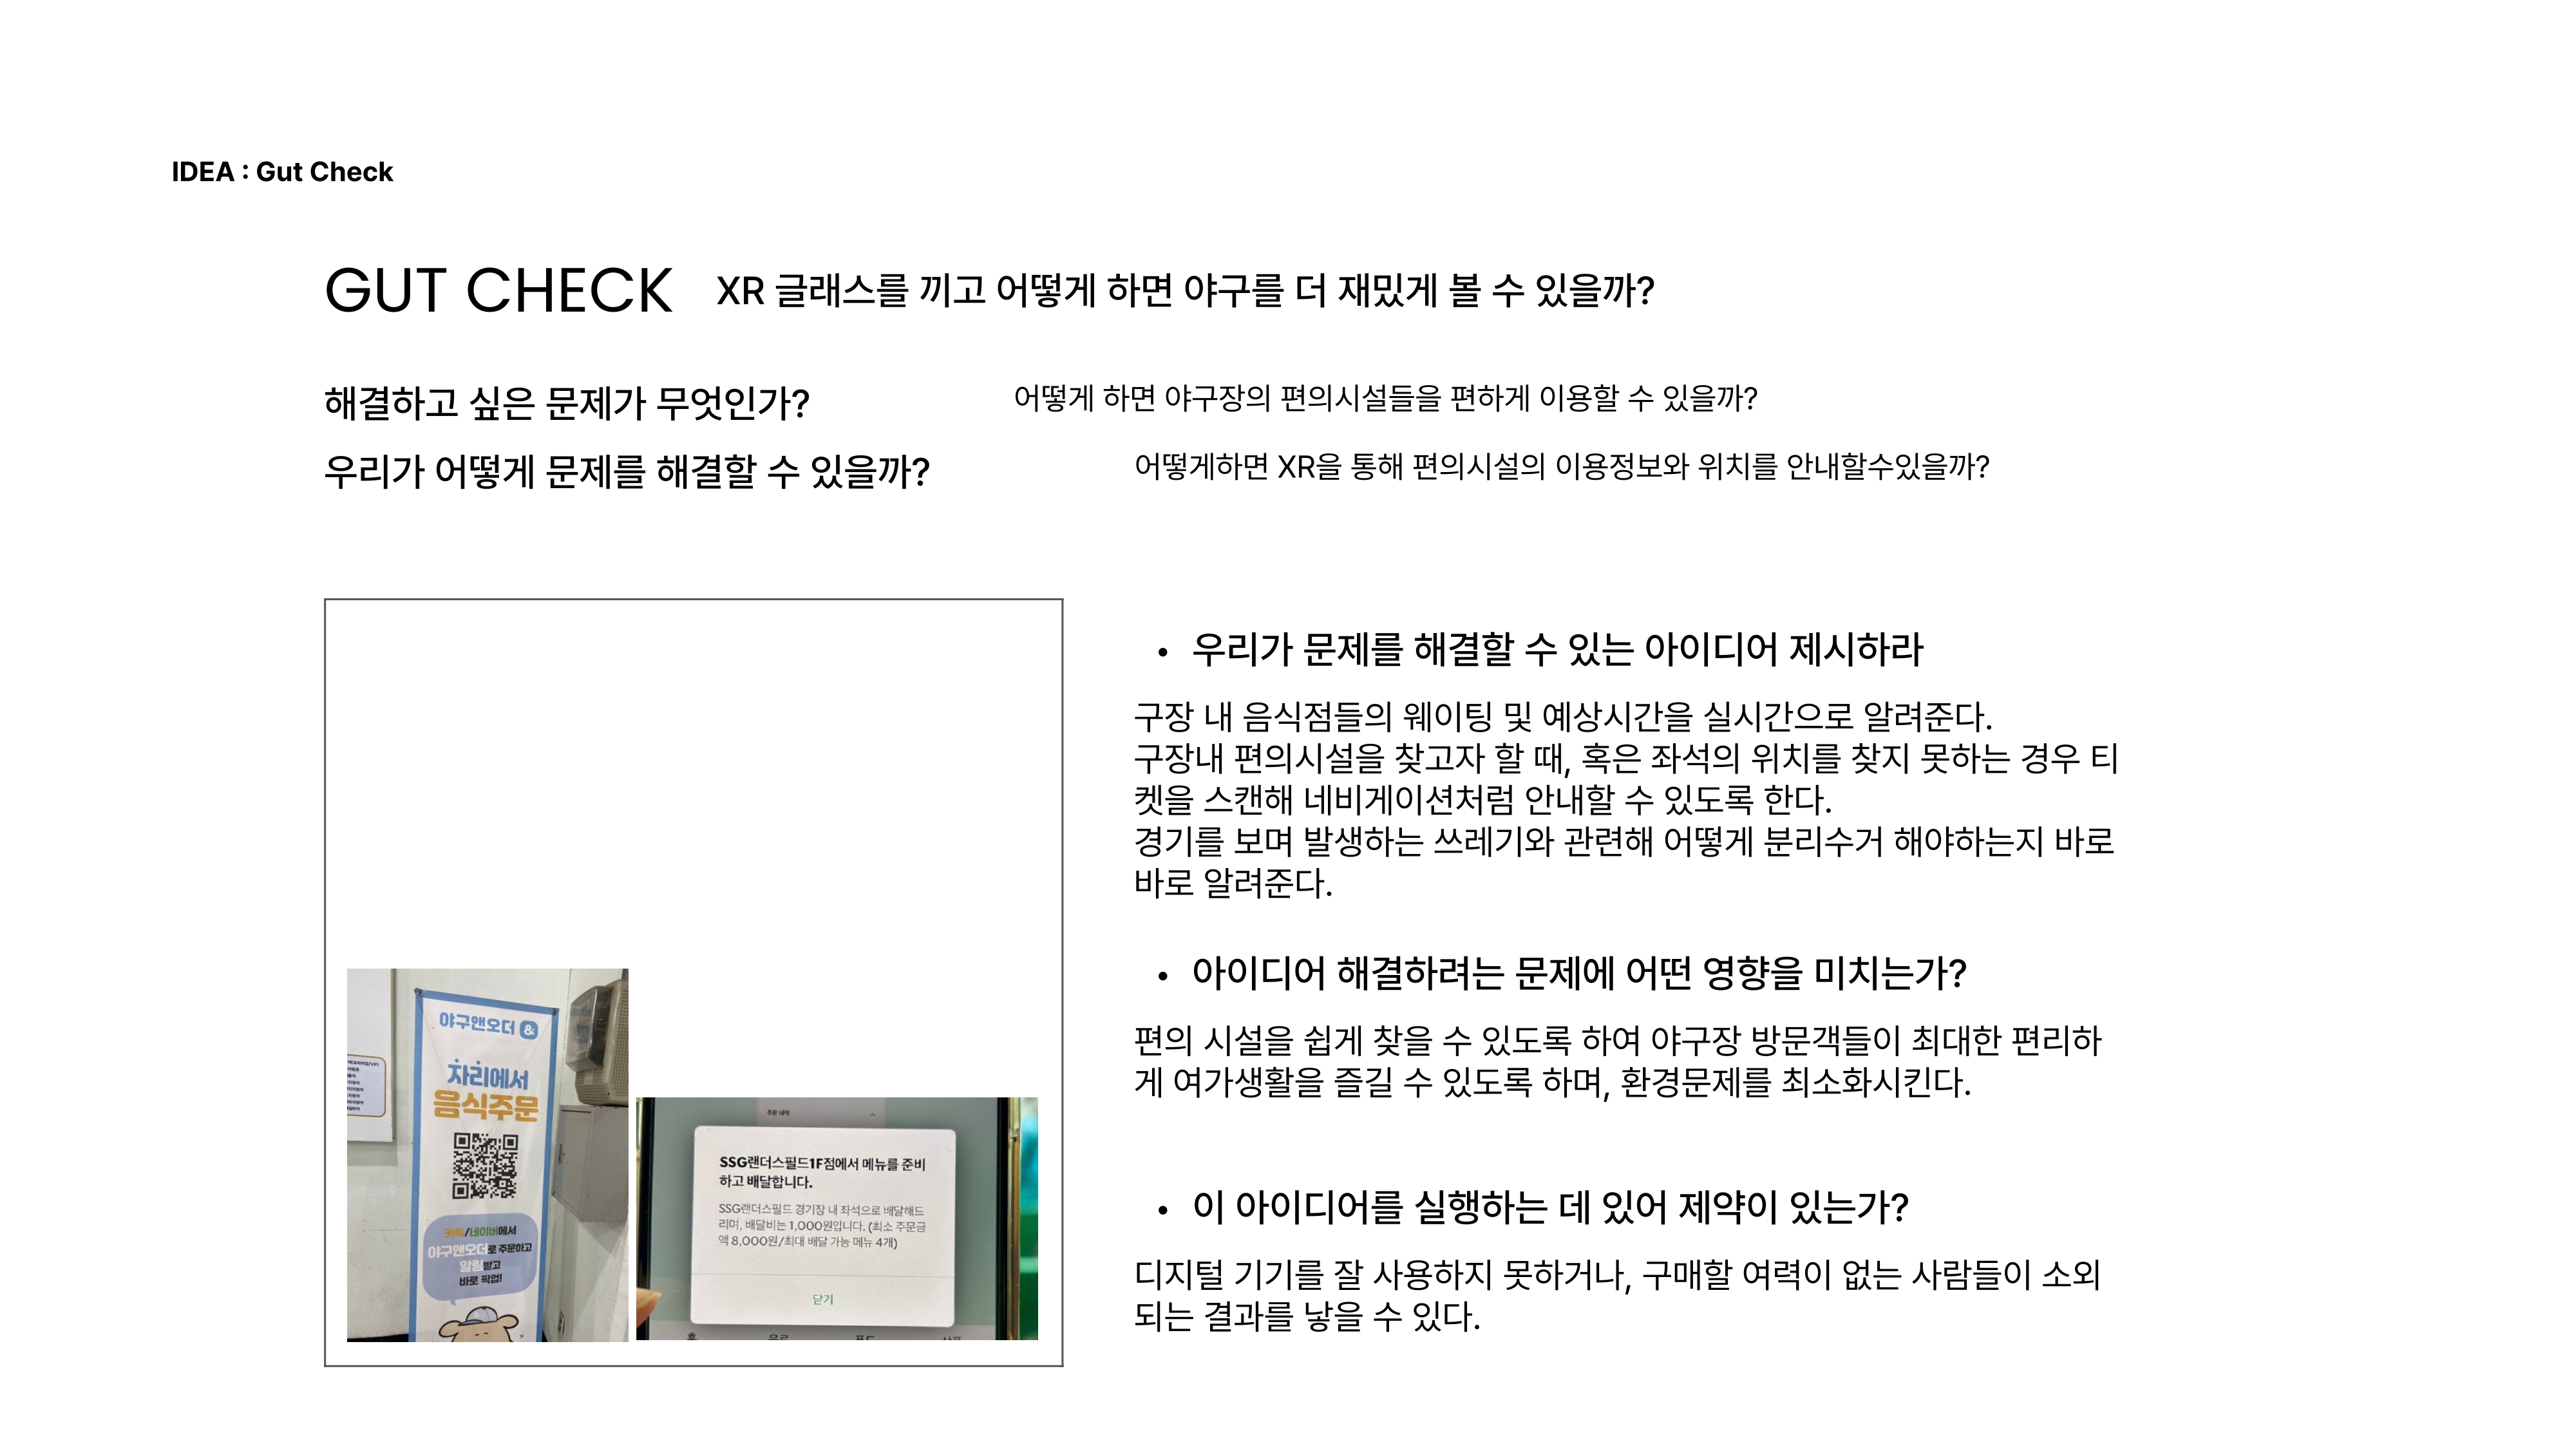 IDEA : Gut Check
GUT CHECK
XR 글래스를 끼고 어떻게 하면 야구를 더 재밌게 볼 수 있을까?
해결하고 싶은 문제가 무엇인가?
어떻게 하면 야구장의 편의시설들을 편하게 이용할 수 있을까?
우리가 어떻게 문제를 해결할 수 있을까?
어떻게하면 XR을 통해 편의시설의 이용정보와 위치를 안내할수있을까?
야구앤오더 &
자리에서
음식주문
카톡/네이버에서
야구앤오더로 주문하고
알림받고
바로 픽업!
주문 내역
SSG랜더스필드1F점에서 메뉴를 준비
하고 배달합니다.
SSG랜더스필드 경기장 내 좌석으로 배달해드
리며, 배달비는 1,000원입니다. (최소 주문금
액 8,000원/최대 배달 가능 메뉴 4개)
닫기
• 우리가 문제를 해결할 수 있는 아이디어 제시하라
구장 내 음식점들의 웨이팅 및 예상시간을 실시간으로 알려준다.
구장내 편의시설을 찾고자 할 때, 혹은 좌석의 위치를 찾지 못하는 경우 티
켓을 스캔해 네비게이션처럼 안내할 수 있도록 한다.
경기를 보며 발생하는 쓰레기와 관련해 어떻게 분리수거 해야하는지 바로
바로 알려준다.
• 아이디어 해결하려는 문제에 어떤 영향을 미치는가?
편의 시설을 쉽게 찾을 수 있도록 하여 야구장 방문객들이 최대한 편리하
게 여가생활을 즐길 수 있도록 하며, 환경문제를 최소화시킨다.
• 이 아이디어를 실행하는 데 있어 제약이 있는가?
디지털 기기를 잘 사용하지 못하거나, 구매할 여력이 없는 사람들이 소외
되는 결과를 낳을 수 있다.